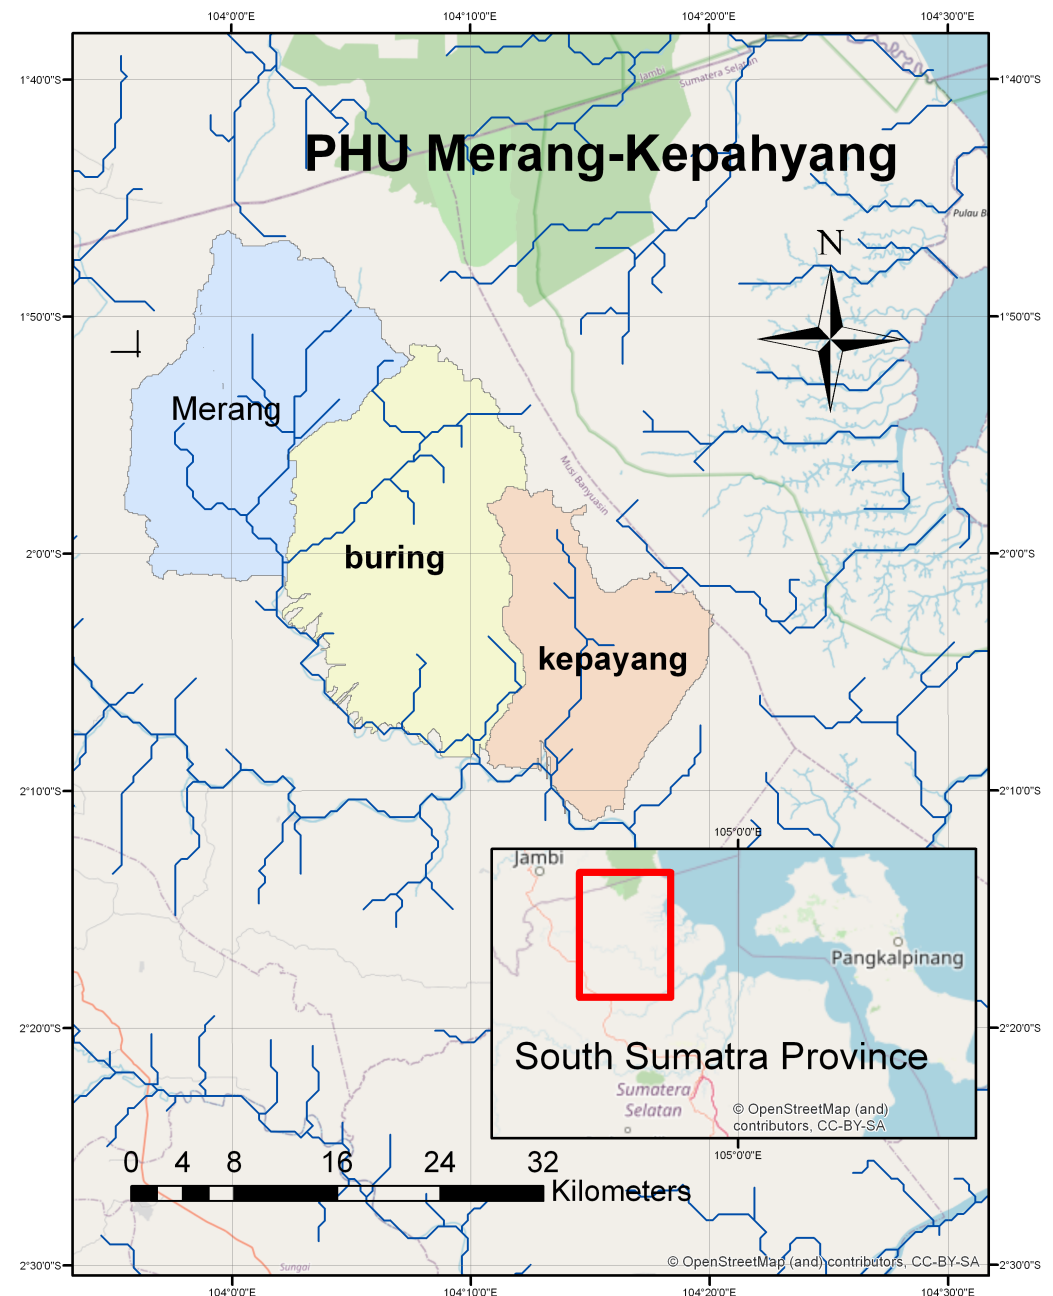 104°0'0"E
104°10'0"E
104°20'0"E
104°30'0"E
1°40'0"S
1°40'0"S
Jambi
Sumatera Selatan
PHU Merang-Kepahyang
Pulau B
N
1°50'0"S
1°50'0"S
Merang
Musi Banyuasin
2°0'0"S
2°0'0"S
buring
kepayang
2°10'0"S
2°10'0"S
105°0'0"E
Jambi
Pangkalpinang
2°20'0"S
2°20'0"S
South Sumatra Province
Sumatera
Selatan
© OpenStreetMap (and)
contributors, CC-BY-SA
105°0'0"E
0 4 8 16 24 32
Kilometers
Sungai
© OpenStreetMap (and) contributors, CC-BY-SA
2°30'0"S
2°30'0"S
104°0'0"E
104°10'0"E
104°20'0"E
104°30'0"E